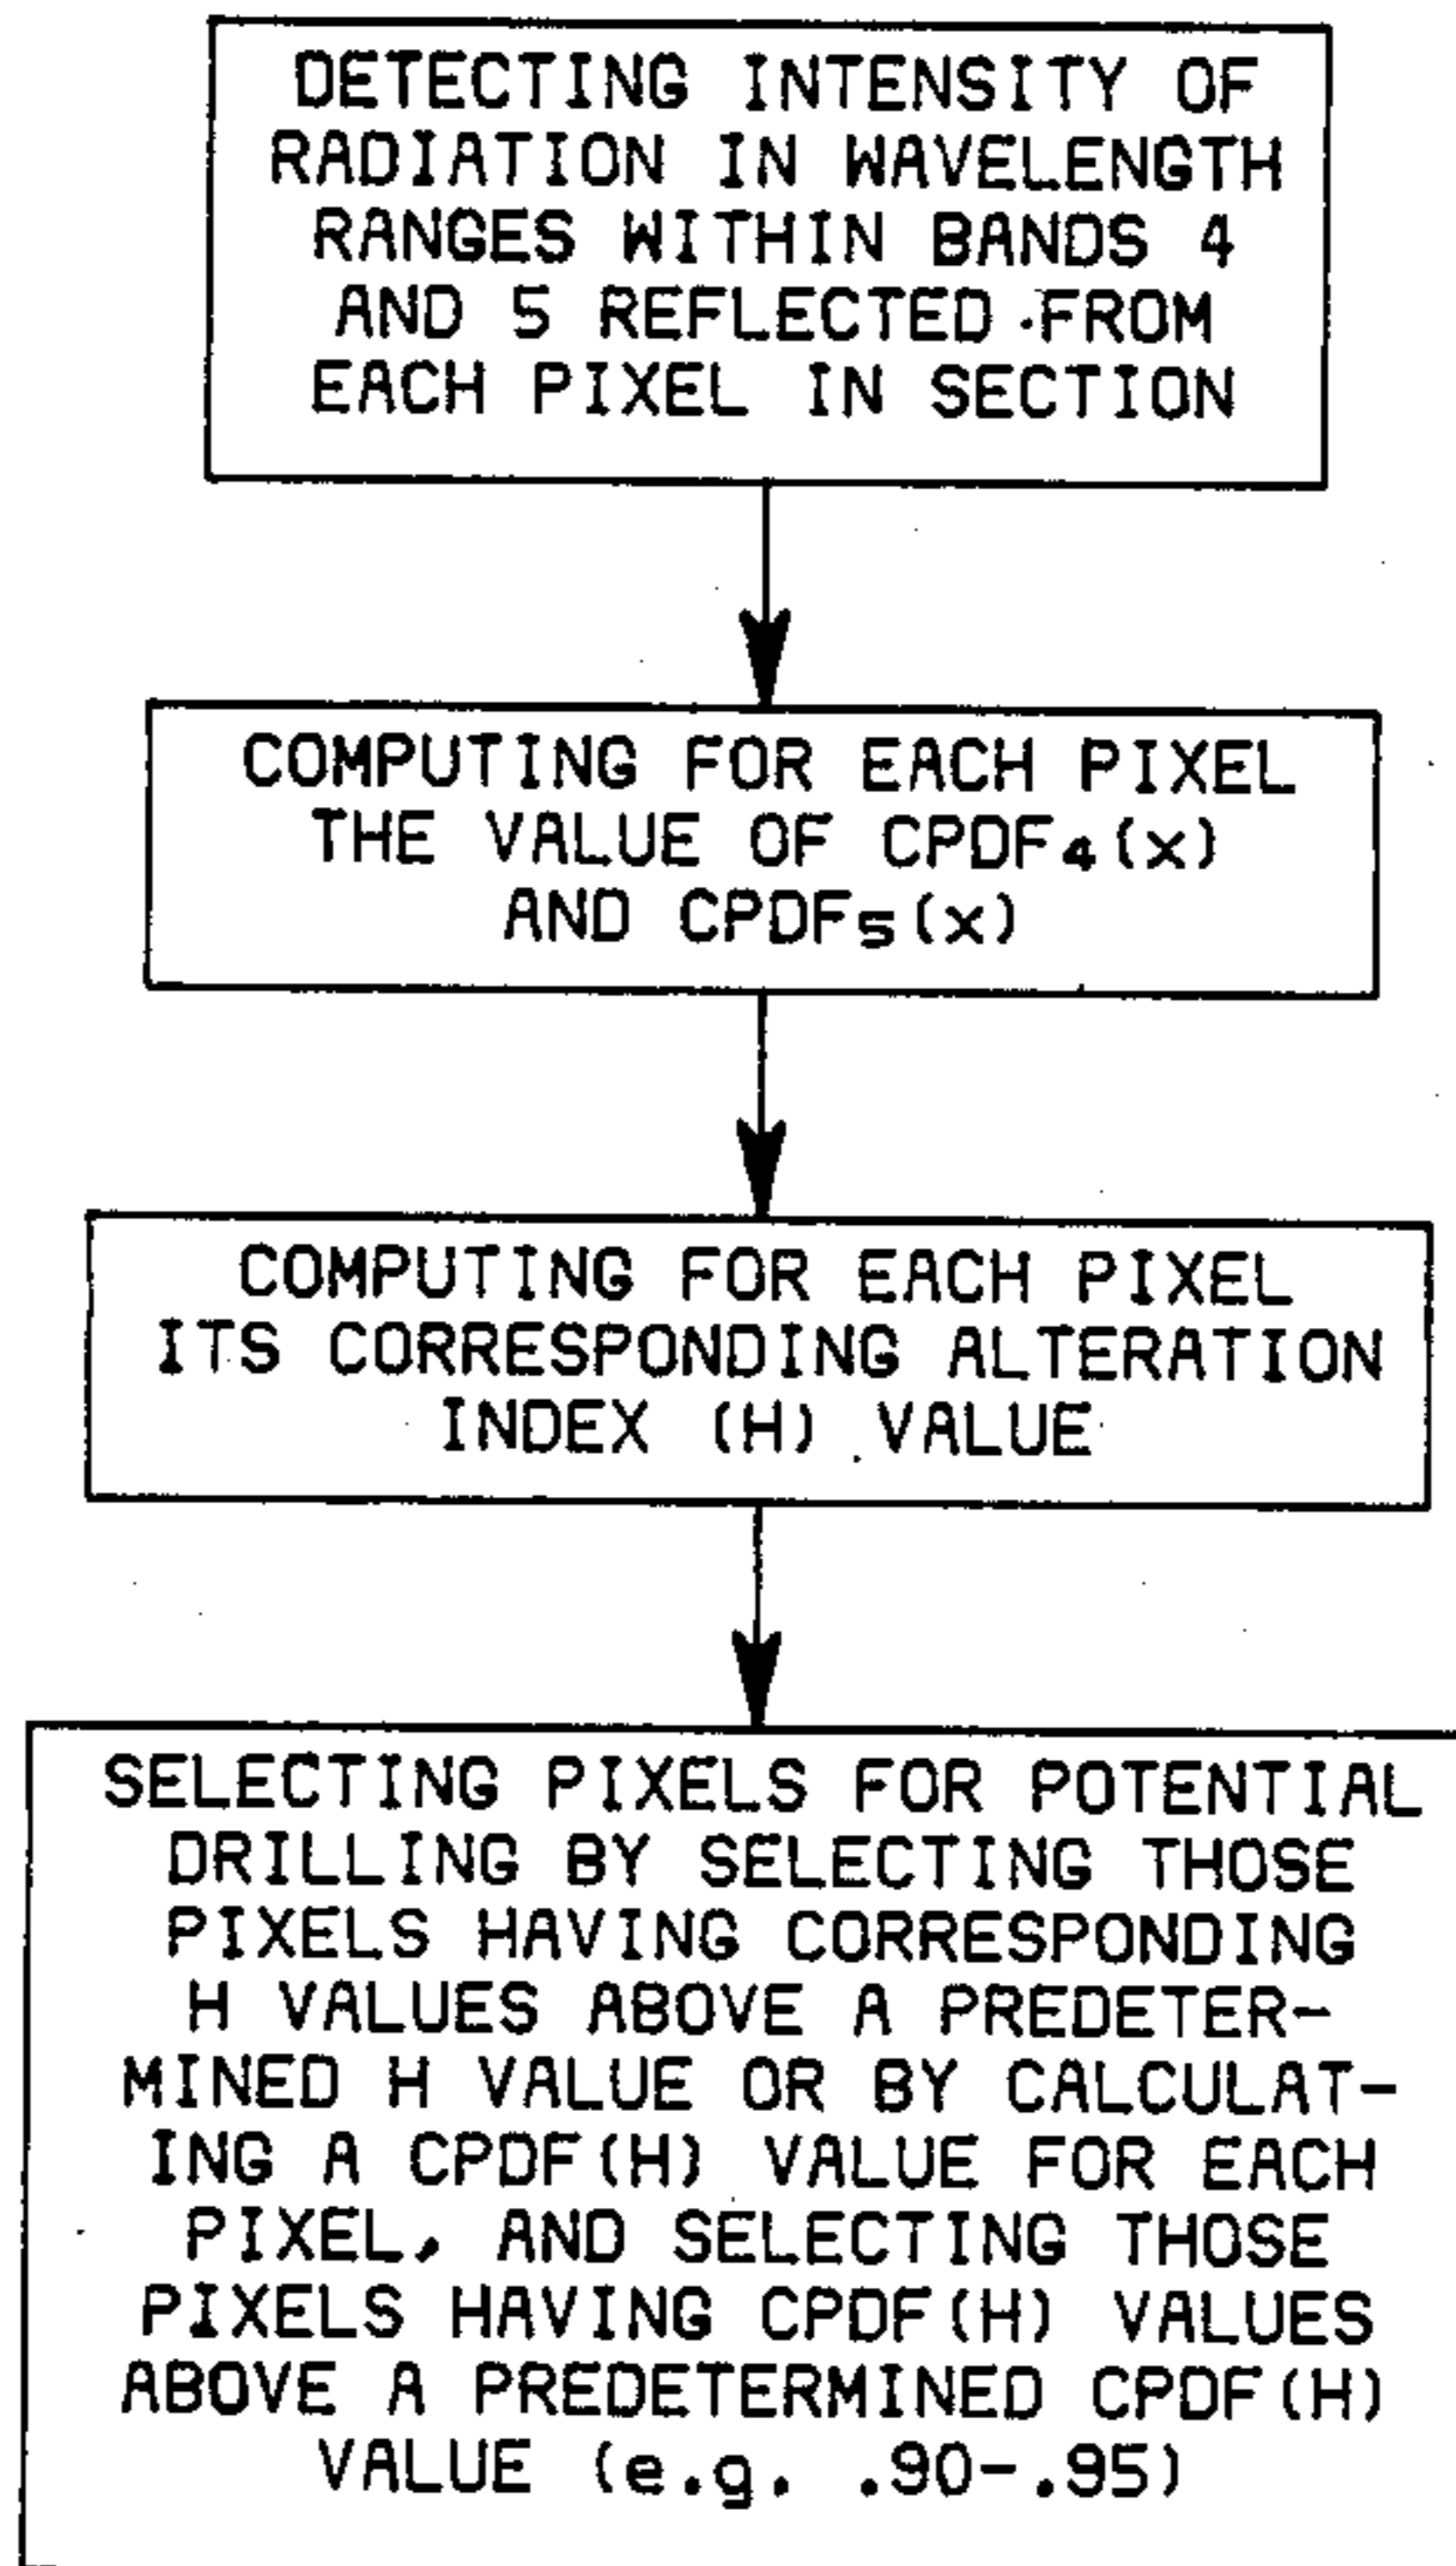 DETECTING INTENSITY OF
RADIATION IN WAVELENGTH
RANGES WITHIN BANDS 4
AND 5 REFLECTED FROM
EACH PIXEL IN SECTION
COMPUTING FOR EACH PIXEL
THE VALUE OF CPDF₄(x)
AND CPDF₅(x)
COMPUTING FOR EACH PIXEL
ITS CORRESPONDING ALTERATION
INDEX (H) VALUE
SELECTING PIXELS FOR POTENTIAL
DRILLING BY SELECTING THOSE
PIXELS HAVING CORRESPONDING
H VALUES ABOVE A PREDETER-
MINED H VALUE OR BY CALCULAT-
ING A CPDF(H) VALUE FOR EACH
PIXEL, AND SELECTING THOSE
PIXELS HAVING CPDF(H) VALUES
ABOVE A PREDETERMINED CPDF(H)
VALUE (e.g. .90-.95)